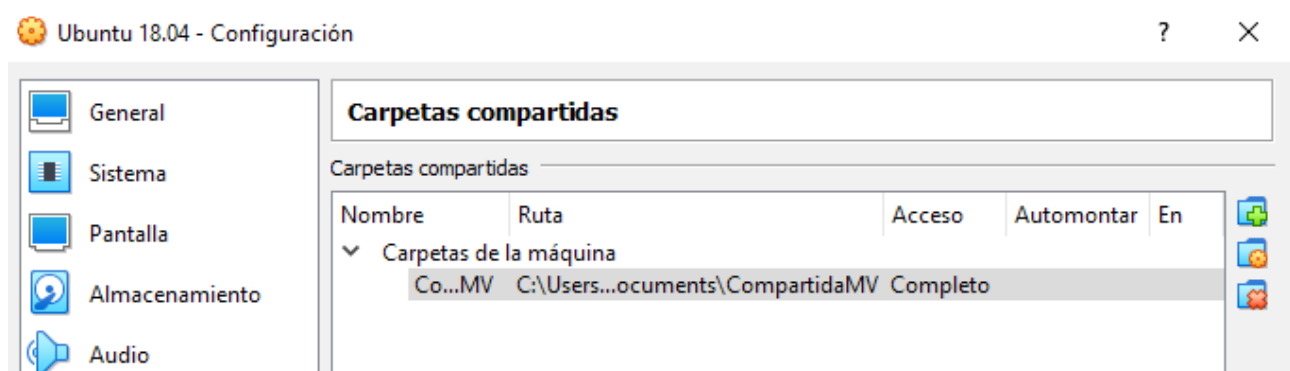 Ubuntu 18.04 - Configuración ?
General
Carpetas compartidas
Sistema
Carpetas compartidas
Nombre Ruta Acceso Automontar En
Pantalla
Carpetas de la máquina
Co...MV C:\Users...ocuments\CompartidaMV Completo
Almacenamiento
Audio